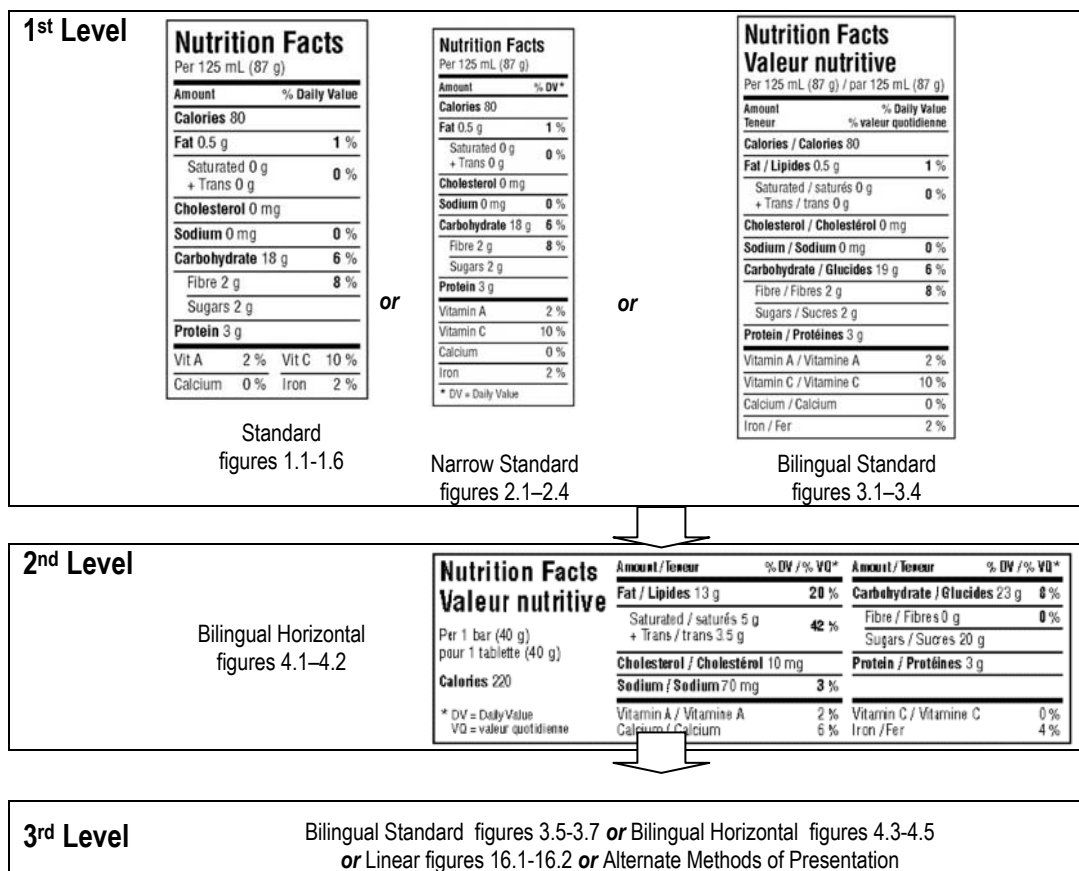 1st Level
Nutrition Facts
Per 125 mL (87 g)
Amount % Daily Value
Calories 80
Fat 0.5 g 1 %
Saturated 0 g
+ Trans 0 g 0 %
Cholesterol 0 mg
Sodium 0 mg 0 %
Carbohydrate 18 g 6 %
Fibre 2 g 8 %
Sugars 2 g
Protein 3 g
Vit A 2 % Vit C 10 %
Calcium 0 % Iron 2 %
Standard
figures 1.1-1.6
or
Nutrition Facts
Per 125 mL (87 g)
Amount % DV*
Calories 80
Fat 0.5 g 1 %
Saturated 0 g
+ Trans 0 g 0 %
Cholesterol 0 mg
Sodium 0 mg 0 %
Carbohydrate 18 g 6 %
Fibre 2 g 8 %
Sugars 2 g
Protein 3 g
Vitamin A 2 %
Vitamin C 10 %
Calcium 0 %
Iron 2 %
* DV = Daily Value
Narrow Standard
figures 2.1–2.4
or
Nutrition Facts
Valeur nutritive
Per 125 mL (87 g) / par 125 mL (87 g)
Amount % Daily Value
Teneur % valeur quotidienne
Calories / Calories 80
Fat / Lipides 0.5 g 1 %
Saturated / saturés 0 g
+ Trans / trans 0 g 0 %
Cholesterol / Cholestérol 0 mg
Sodium / Sodium 0 mg 0 %
Carbohydrate / Glucides 19 g 6 %
Fibre / Fibres 2 g 8 %
Sugars / Sucres 2 g
Protein / Protéines 3 g
Vitamin A / Vitamine A 2 %
Vitamin C / Vitamine C 10 %
Calcium / Calcium 0 %
Iron / Fer 2 %
Bilingual Standard
figures 3.1–3.4
2nd Level
Bilingual Horizontal
figures 4.1–4.2
Nutrition Facts
Valeur nutritive
Per 1 bar (40 g)
pour 1 tablette (40 g)
Calories 220
* DV = Daily Value
VQ = valeur quotidienne
Amount / Teneur % DV / % VQ*
Fat / Lipides 13 g 20 %
Saturated / saturés 5 g
+ Trans / trans 3.5 g 42 %
Cholesterol / Cholestérol 10 mg
Sodium / Sodium 70 mg 3 %
Vitamin A / Vitamine A 2 %
Calcium / Calcium 6 %
Amount / Teneur % DV / % VQ*
Carbohydrate / Glucides 23 g 8 %
Fibre / Fibres 0 g 0 %
Sugars / Sucres 20 g
Protein / Protéines 3 g
Vitamin C / Vitamine C 0 %
Iron / Fer 4 %
3rd Level
Bilingual Standard figures 3.5-3.7 or Bilingual Horizontal figures 4.3-4.5
or Linear figures 16.1-16.2 or Alternate Methods of Presentation